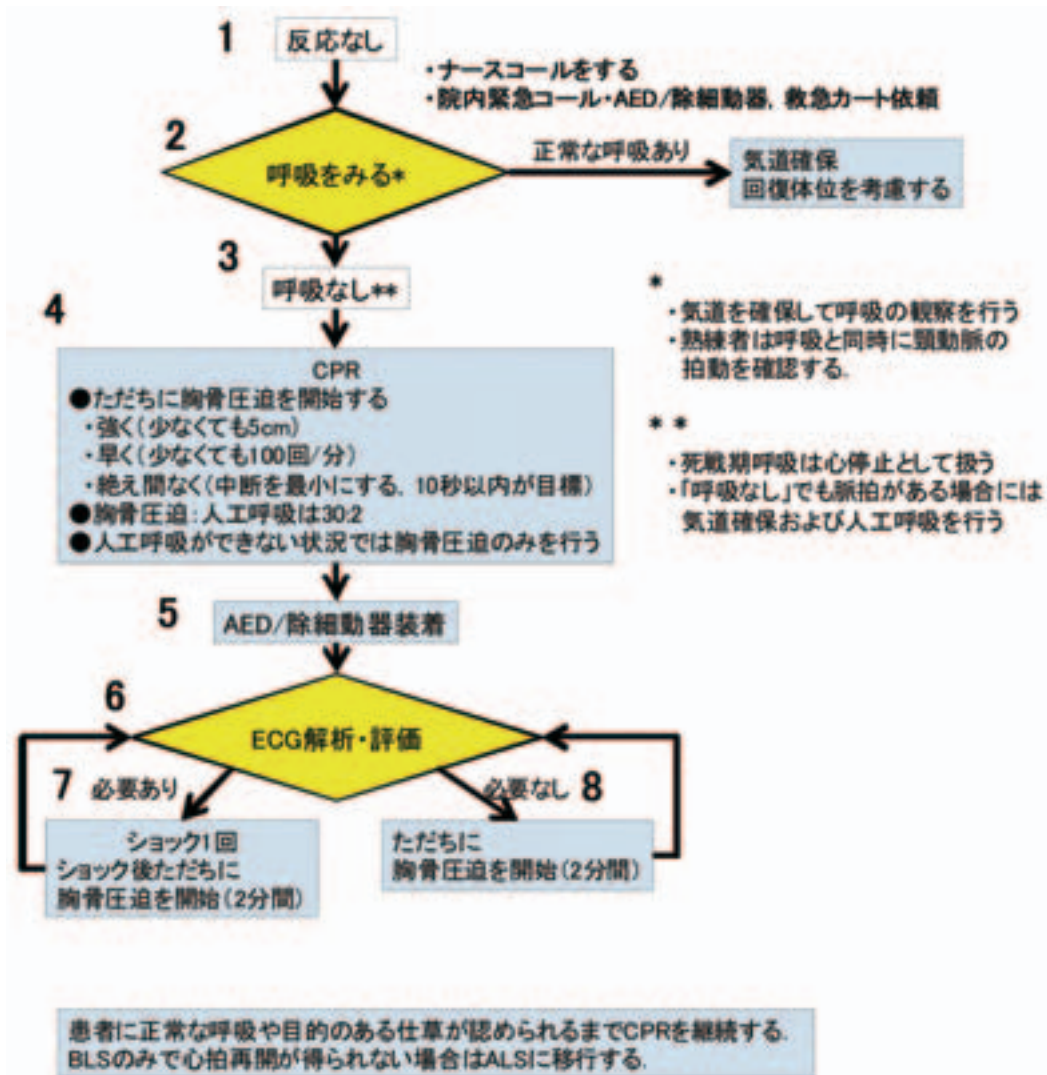 1
反応なし
・ナースコールをする
・院内緊急コール・AED/除細動器, 救急カート依頼
2
呼吸をみる*
正常な呼吸あり
気道確保
回復体位を考慮する
3
呼吸なし**
*
・気道を確保して呼吸の観察を行う
・熟練者は呼吸と同時に頸動脈の
拍動を確認する.
**
・死戦期呼吸は心停止として扱う
・「呼吸なし」でも脈拍がある場合には
気道確保および人工呼吸を行う
4
CPR
●ただちに胸骨圧迫を開始する
・強く(少なくても5cm)
・早く(少なくても100回/分)
・絶え間なく(中断を最小にする, 10秒以内が目標)
●胸骨圧迫:人工呼吸は30:2
●人工呼吸ができない状況では胸骨圧迫のみを行う
5
AED/除細動器装着
6
ECG解析・評価
7
必要あり
ショック1回
ショック後ただちに
胸骨圧迫を開始(2分間)
必要なし
8
ただちに
胸骨圧迫を開始(2分間)
患者に正常な呼吸や目的のある仕草が認められるまでCPRを継続する.
BLSのみで心拍再開が得られない場合はALSに移行する.